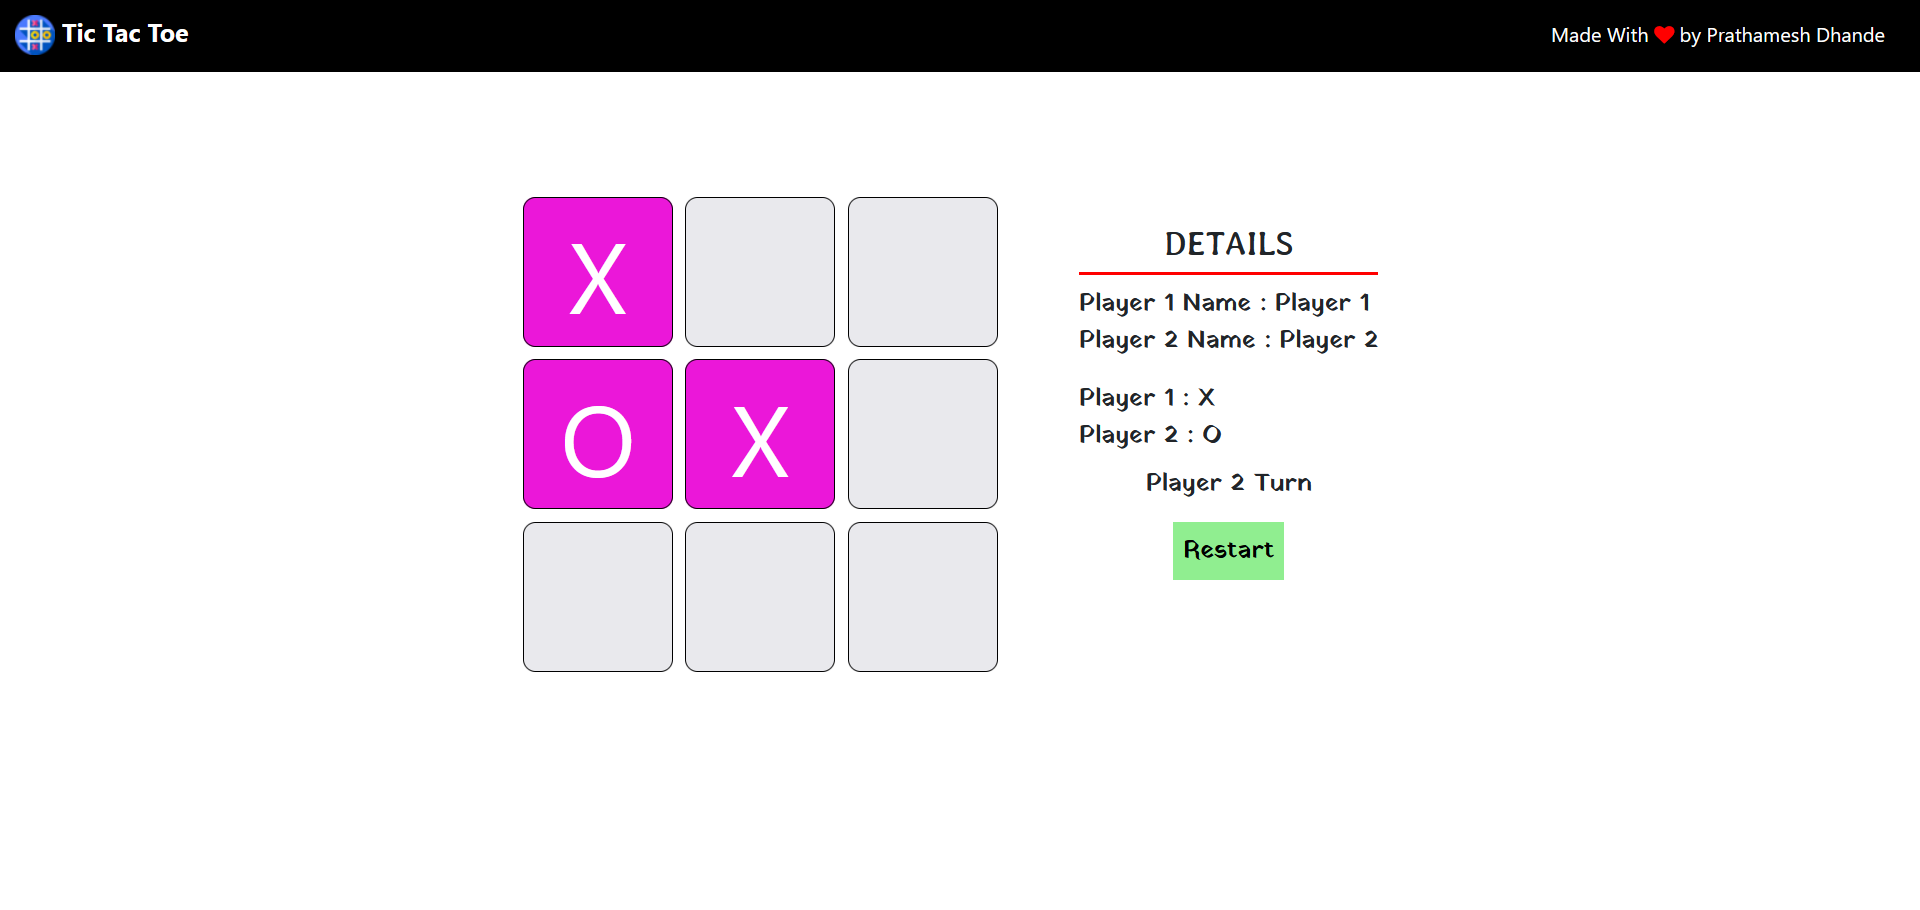 Tic Tac Toe
Made With ❤ by Prathamesh Dhande
X
O X
DETAILS
Player 1 Name : Player 1
Player 2 Name : Player 2
Player 1 : X
Player 2 : O
Player 2 Turn
Restart